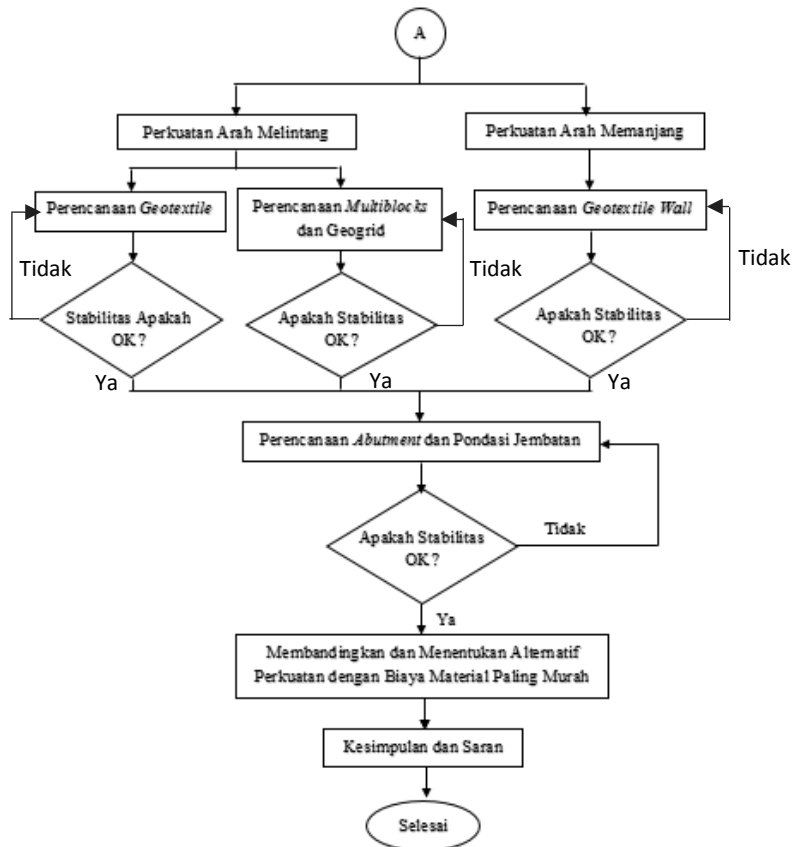 A
Perkuatan Arah Melintang
Perkuatan Arah Memanjang
Perencanaan Geotextile
Perencanaan Multiblocks
dan Geogrid
Perencanaan Geotextile Wall
Tidak
Tidak
Tidak
Stabilitas Apakah
OK?
Apakah Stabilitas
OK?
Apakah Stabilitas
OK?
Ya
Ya
Ya
Perencanaan Abutment dan Pondasi Jembatan
Apakah Stabilitas
OK?
Tidak
Ya
Membandingkan dan Menentukan Alternatif
Perkuatan dengan Biaya Material Paling Murah
Kesimpulan dan Saran
Selesai